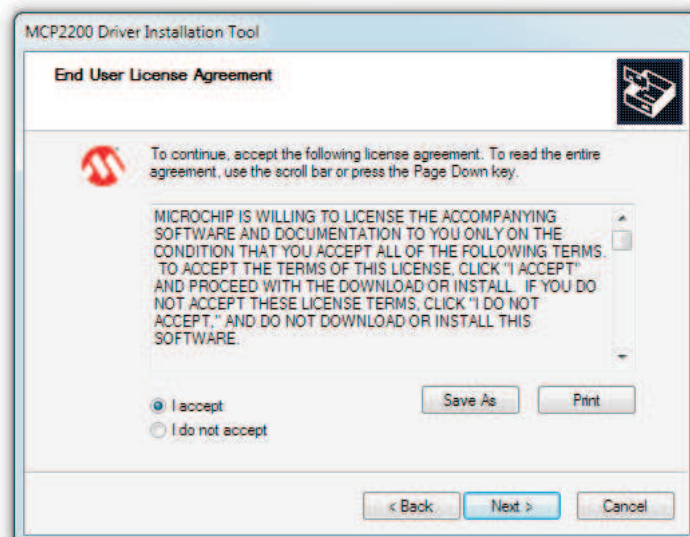 MCP2200 Driver Installation Tool
End User License Agreement
To continue, accept the following license agreement. To read the entire
agreement, use the scroll bar or press the Page Down key.
MICROCHIP IS WILLING TO LICENSE THE ACCOMPANYING
SOFTWARE AND DOCUMENTATION TO YOU ONLY ON THE
CONDITION THAT YOU ACCEPT ALL OF THE FOLLOWING TERMS.
TO ACCEPT THE TERMS OF THIS LICENSE, CLICK "I ACCEPT"
AND PROCEED WITH THE DOWNLOAD OR INSTALL. IF YOU DO
NOT ACCEPT THESE LICENSE TERMS, CLICK "I DO NOT
ACCEPT," AND DO NOT DOWNLOAD OR INSTALL THIS
SOFTWARE.
I accept
Save As
Print
I do not accept
< Back
Next >
Cancel